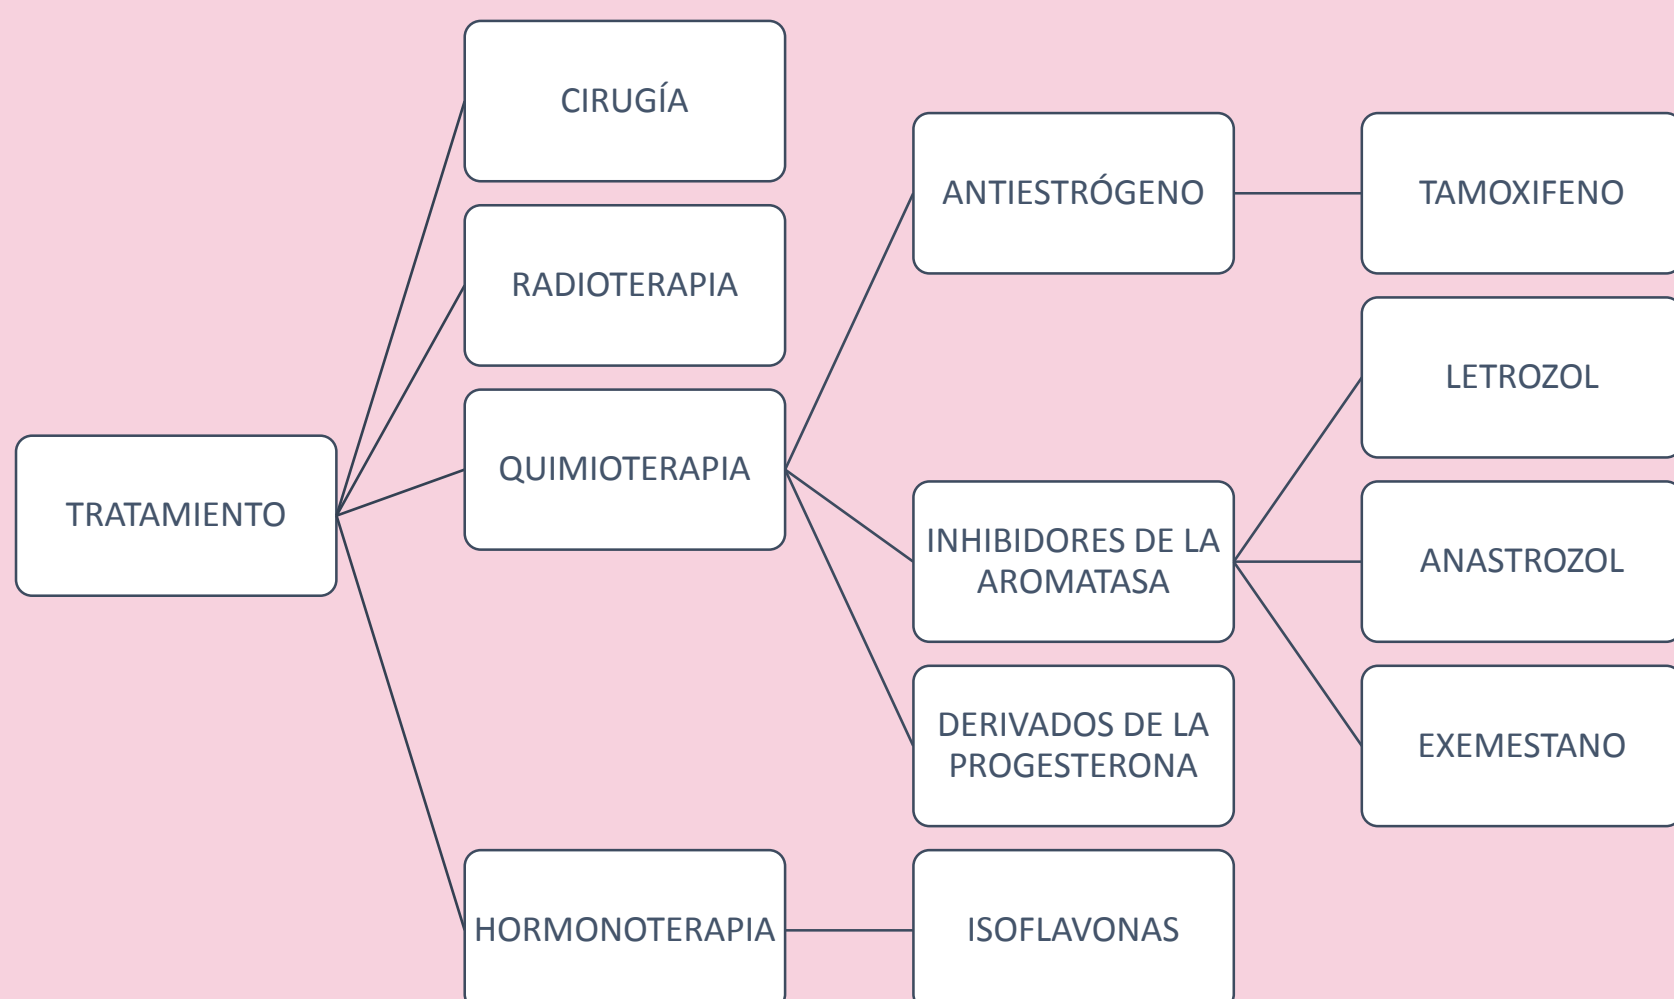 TRATAMIENTO
CIRUGÍA
RADIOTERAPIA
QUIMIOTERAPIA
HORMONOTERAPIA
ANTIESTRÓGENO
INHIBIDORES DE LA
AROMATASA
DERIVADOS DE LA
PROGESTERONA
ISOFLAVONAS
TAMOXIFENO
LETROZOL
ANASTROZOL
EXEMESTANO